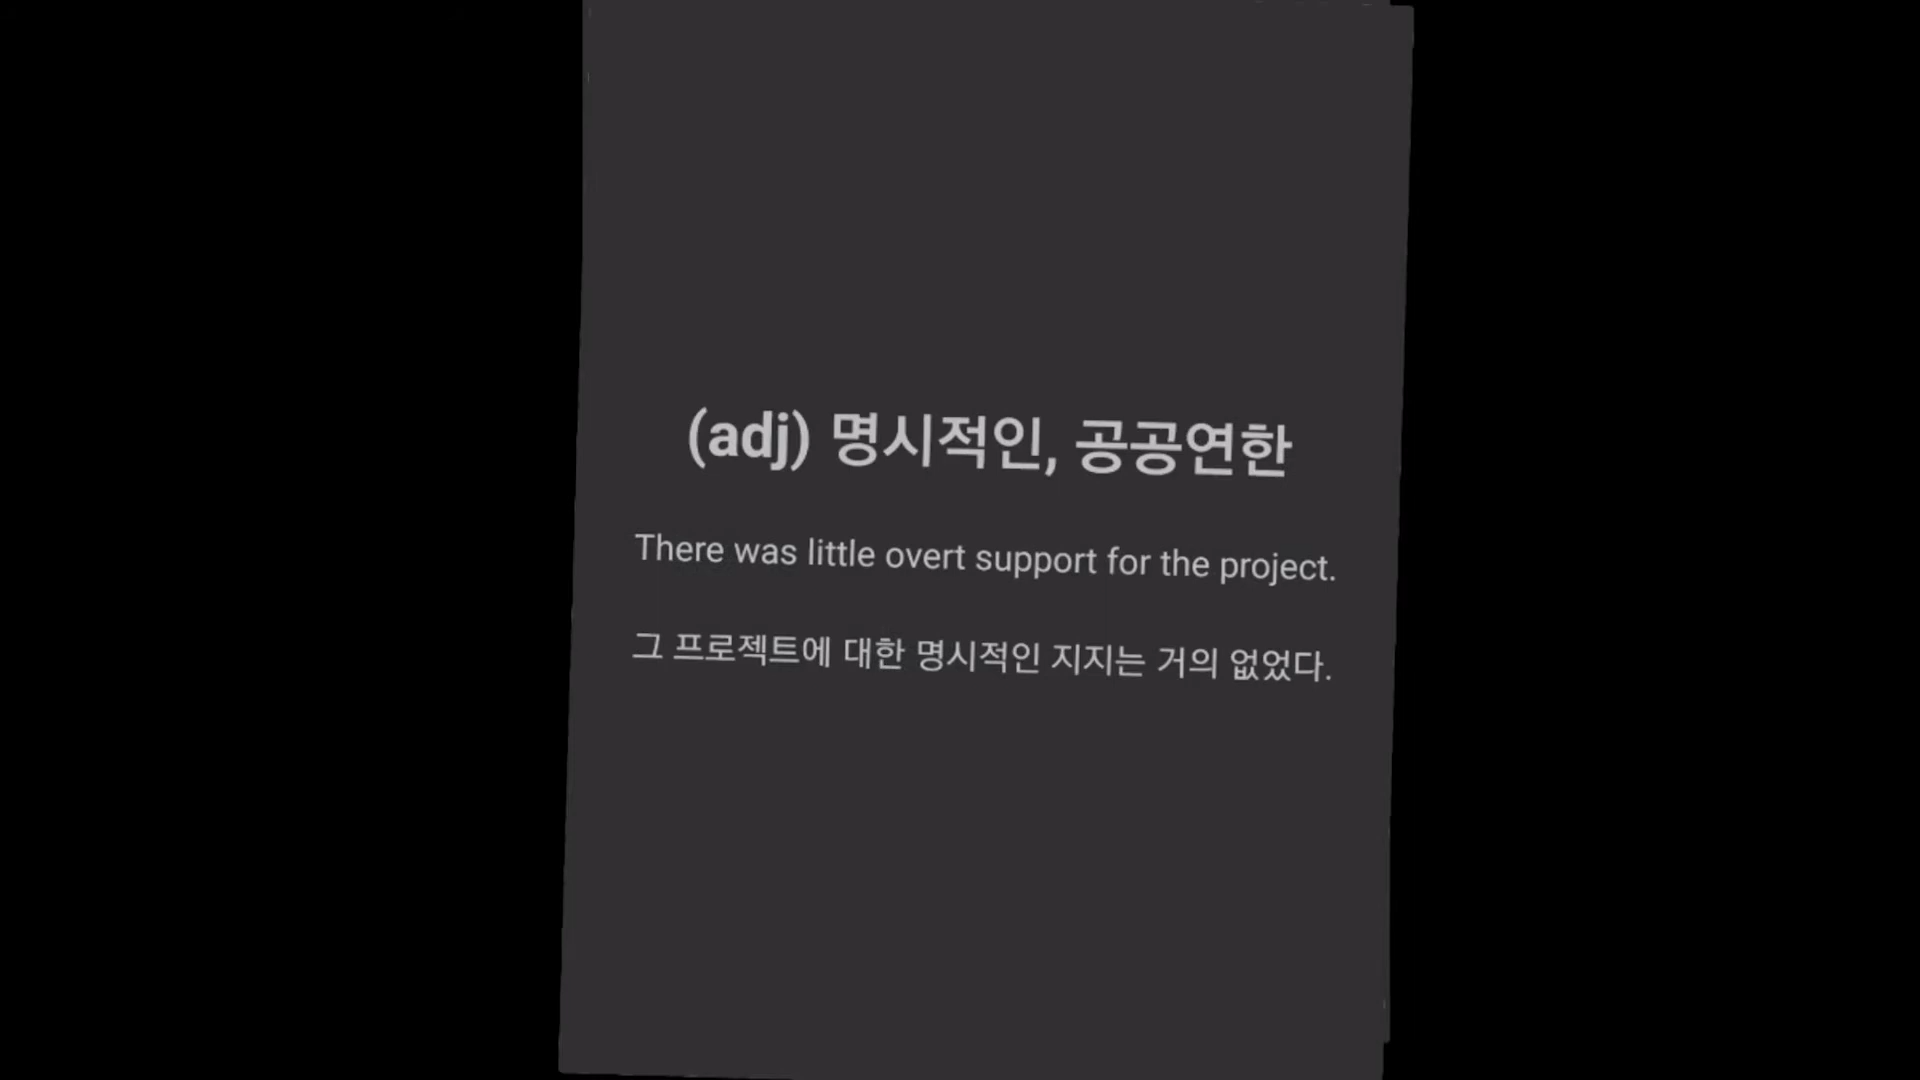 (adj) 명시적인, 공공연한
There was little overt support for the project.
그 프로젝트에 대한 명시적인 지지는 거의 없었다.